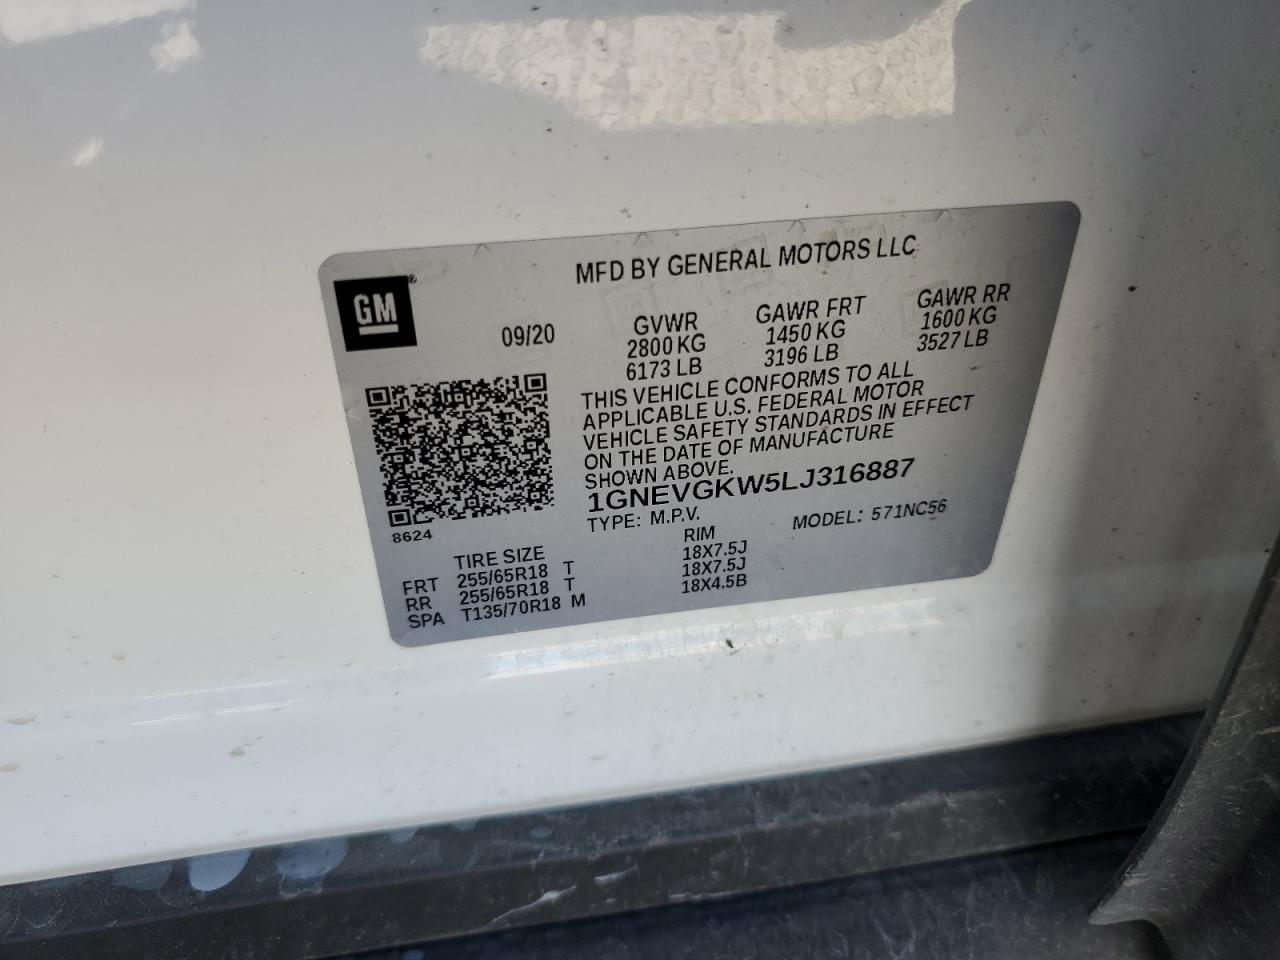 MFD BY GENERAL MOTORS LLC
GM
09/20
GVWR GAWR FRT GAWR RR
2800 KG 1450 KG 1600 KG
6173 LB 3196 LB 3527 LB
THIS VEHICLE CONFORMS TO ALL
APPLICABLE U.S. FEDERAL MOTOR
VEHICLE SAFETY STANDARDS IN EFFECT
ON THE DATE OF MANUFACTURE
SHOWN ABOVE.
1GNEVGKW5LJ316887
TYPE: M.P.V. MODEL: 571NC56
8624
TIRE SIZE RIM
FRT 255/65R18 T 18X7.5J
RR 255/65R18 T 18X7.5J
SPA T135/70R18 M 18X4.5B